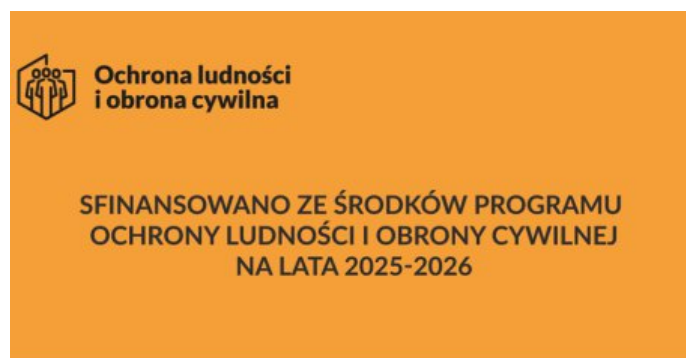 Ochrona ludności
i obrona cywilna
SFINANSOWANO ZE ŚRODKÓW PROGRAMU
OCHRONY LUDNOŚCI I OBRONY CYWILNEJ
NA LATA 2025-2026